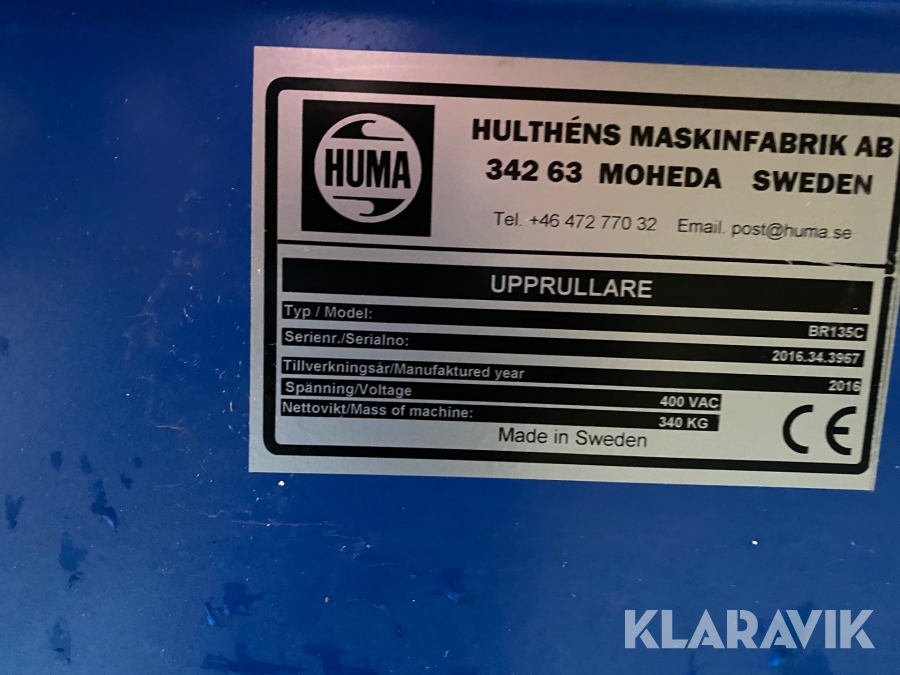 HUMA
HULTHÉNS MASKINFABRIK AB
342 63 MOHEDA SWEDEN
Tel. +46 472 770 32 Email. post@huma.se
UPPRULLARE
Typ / Model: BR135C
Serienr./Serialno: 2016.34.3967
Tillverkningsår/Manufaktured year 2016
Spänning/Voltage 400 VAC
Nettovikt/Mass of machine: 340 KG
Made in Sweden
CE
KLARAVIK